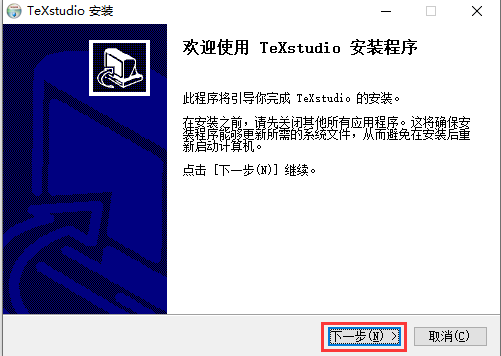 TeXstudio 安装
欢迎使用 TeXstudio 安装程序
此程序将引导你完成 TeXstudio 的安装。
在安装之前，请先关闭其他所有应用程序。这将确保安
装程序能够更新所需的系统文件，从而避免在安装后重
新启动计算机。
点击 [下一步(N)] 继续。
下一步(N) >
取消(C)